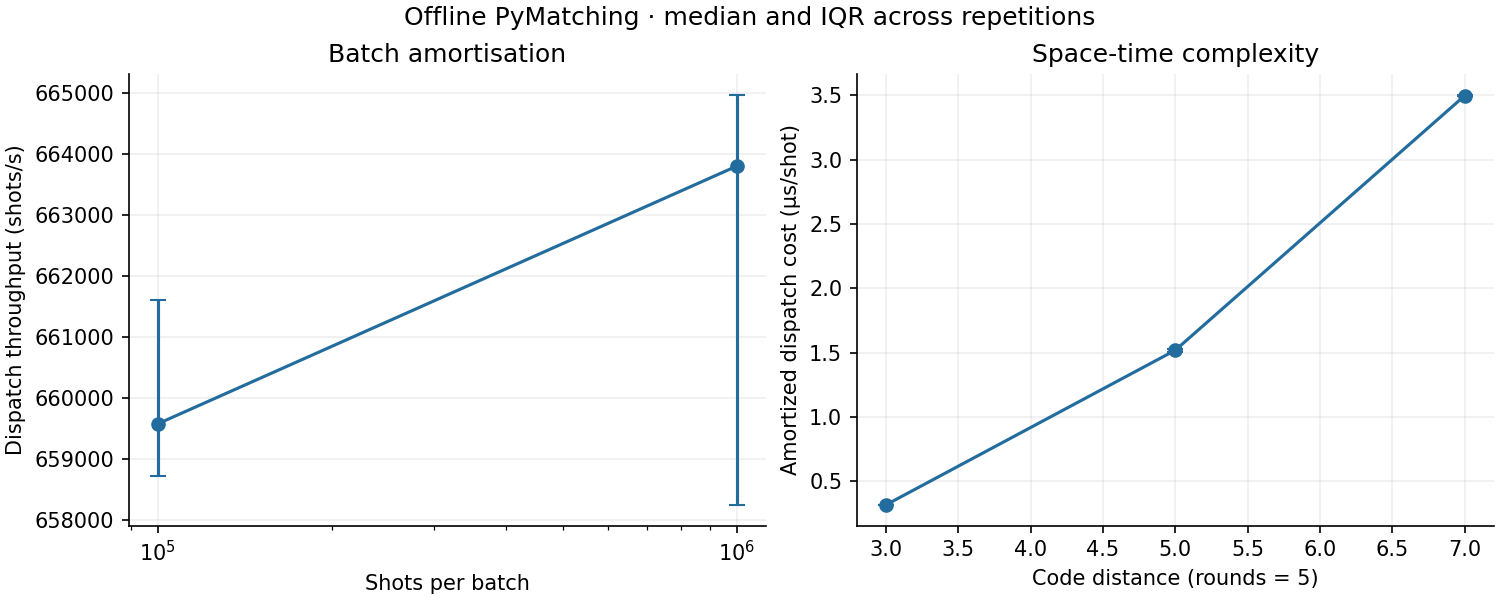 Offline PyMatching · median and IQR across repetitions
Batch amortisation
Dispatch throughput (shots/s)
665000
664000
663000
662000
661000
660000
659000
658000
10⁵
10⁶
Shots per batch
Space-time complexity
Amortized dispatch cost (µs/shot)
3.5
3.0
2.5
2.0
1.5
1.0
0.5
3.0 3.5 4.0 4.5 5.0 5.5 6.0 6.5 7.0
Code distance (rounds = 5)